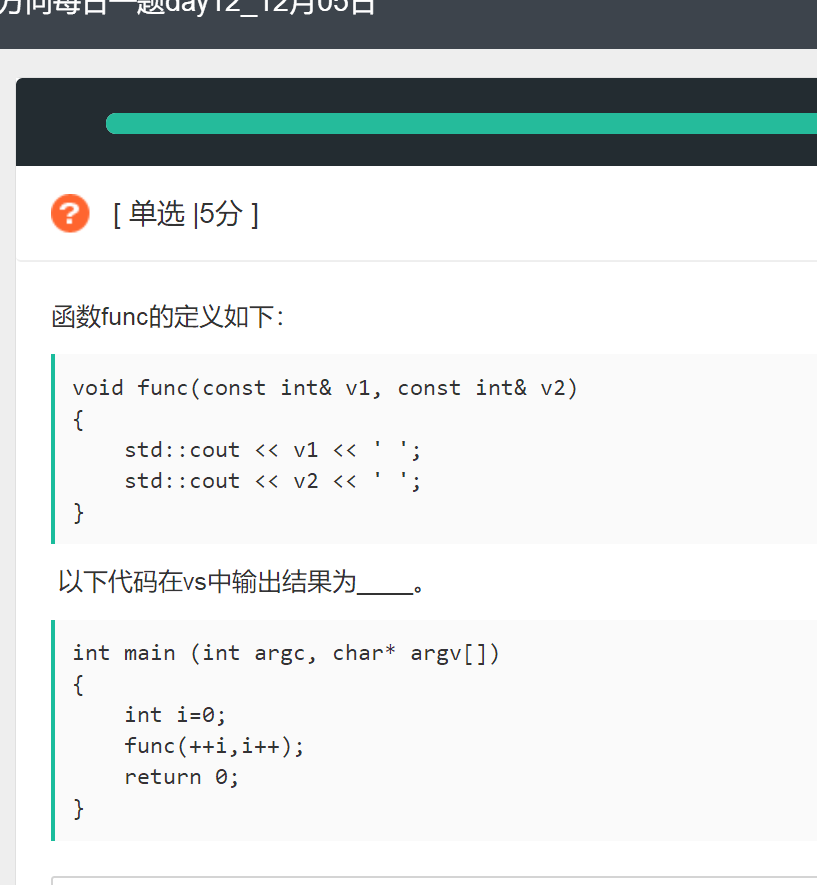 方向每日一题day12_12月05日
?
[ 单选 |5分 ]
函数func的定义如下：
void func(const int& v1, const int& v2)
{
    std::cout << v1 << ' ';
    std::cout << v2 << ' ';
}
以下代码在vs中输出结果为____。
int main (int argc, char* argv[])
{
    int i=0;
    func(++i,i++);
    return 0;
}